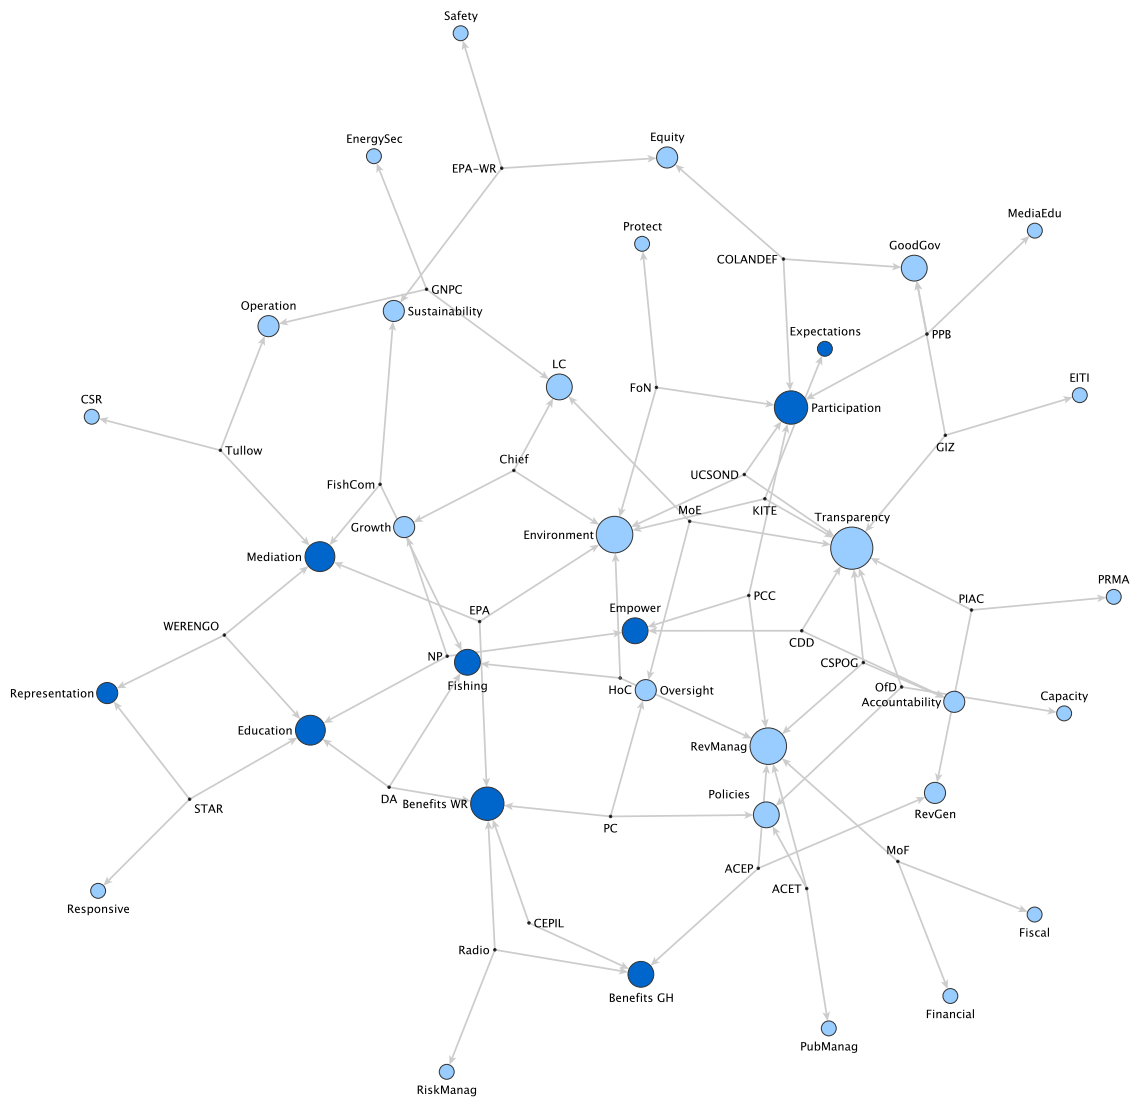 Safety
EnergySec
Equity
EPA-WR
MediaEdu
Protect
GoodGov
COLANDEF
GNPC
Operation
Sustainability
Expectations
PPB
LC
EITI
FoN
CSR
Participation
Tullow
GIZ
Chief
UCSOND
FishCom
MoE
KITE
Transparency
Growth
Environment
Mediation
PRMA
PIAC
EPA
Empower
PCC
WERENGO
CDD
NP
CSPOG
Fishing
HoC
Oversight
OfD
Representation
Capacity
Accountability
Education
RevManag
Policies
DA
Benefits WR
STAR
RevGen
PC
MoF
ACEP
ACET
Responsive
CEPIL
Fiscal
Radio
Benefits GH
Financial
PubManag
RiskManag